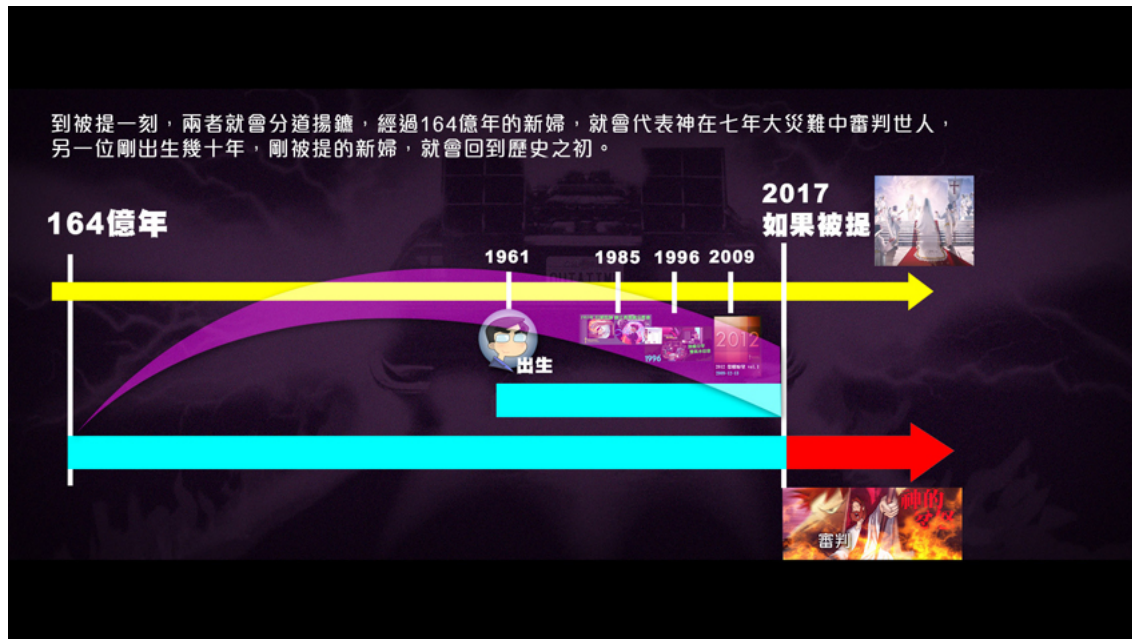 到被提一刻，兩者就會分道揚鑣，經過164億年的新婦，就會代表神在七年大災難中審判世人，
另一位剛出生幾十年，剛被提的新婦，就會回到歷史之初。
2017
如果被提
164億年
1961
1985
1996
2009
出生
1996
2012
神的
審判